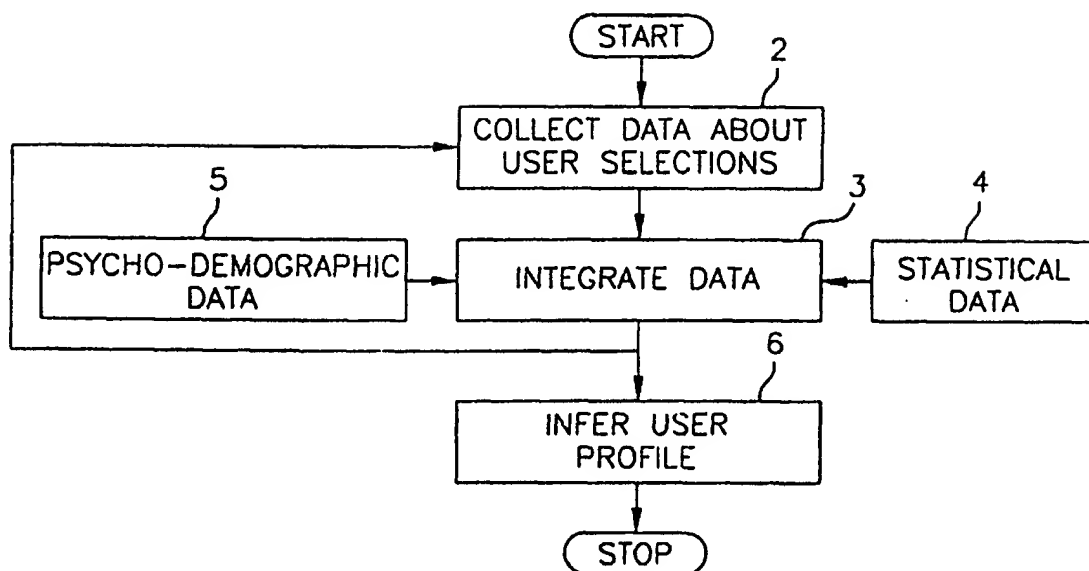 START
2
COLLECT DATA ABOUT
USER SELECTIONS
5
3
4
PSYCHO-DEMOGRAPHIC
DATA
INTEGRATE DATA
STATISTICAL
DATA
6
INFER USER
PROFILE
STOP